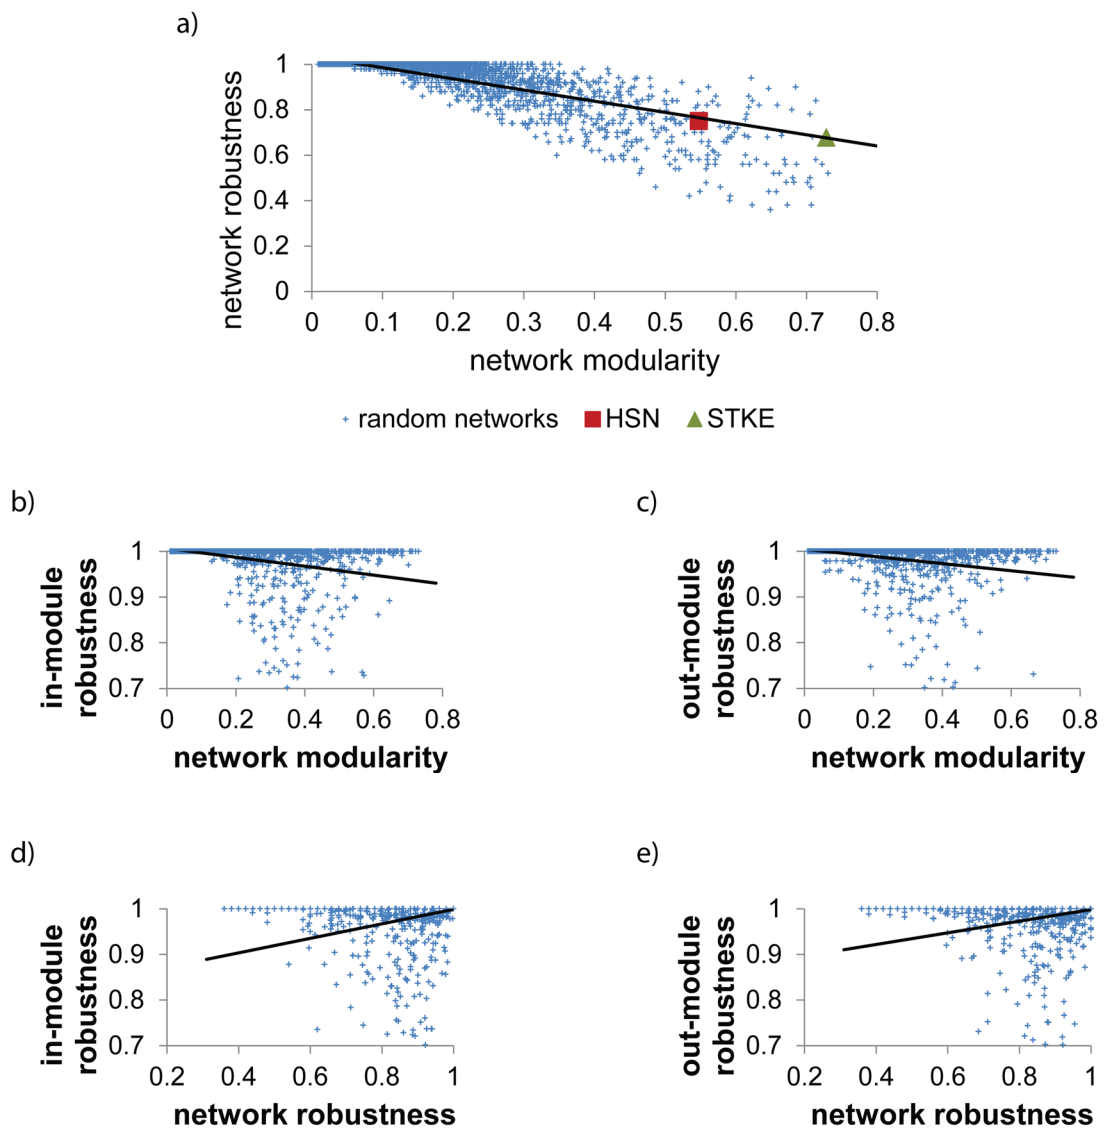 a)
network robustness
1
0.8
0.6
0.4
0.2
0
0 0.1 0.2 0.3 0.4 0.5 0.6 0.7 0.8
network modularity
random networks HSN STKE
b)
in-module
robustness
1
0.9
0.8
0.7
0 0.2 0.4 0.6 0.8
network modularity
c)
out-module
robustness
1
0.9
0.8
0.7
0 0.2 0.4 0.6 0.8
network modularity
d)
in-module
robustness
1
0.9
0.8
0.7
0.2 0.4 0.6 0.8 1
network robustness
e)
out-module
robustness
1
0.9
0.8
0.7
0.2 0.4 0.6 0.8 1
network robustness